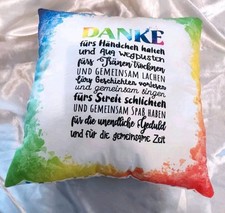 DANKE
fürs Händchen halten
und Aua wegpusten
fürs Tränen trocknen
UND GEMEINSAM LACHEN
fürs Geschichten vorlesen
und gemeinsam singen
fürs Streit schlichten
UND GEMEINSAM SPAß HABEN
für die unendliche Geduld
und für die gemeinsame Zeit